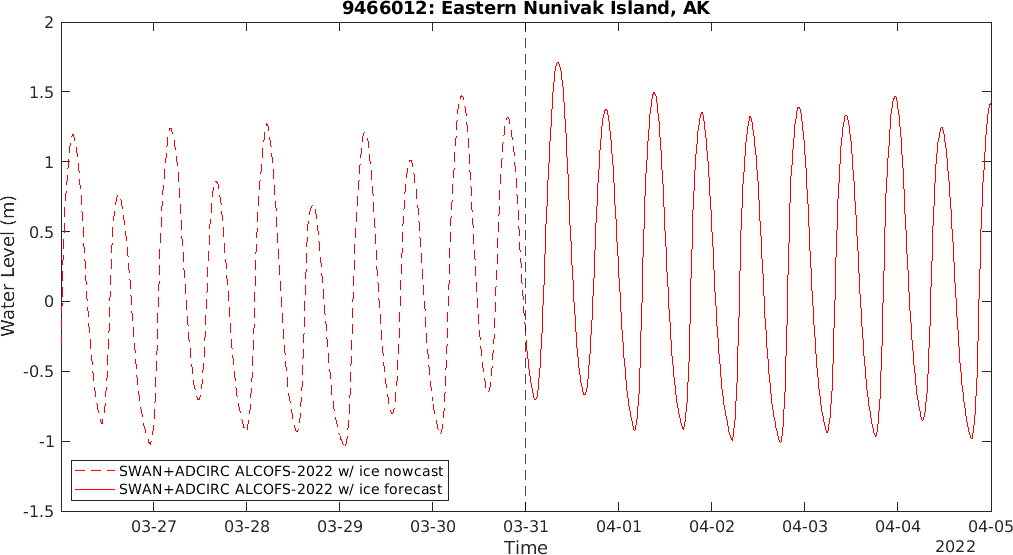 9466012: Eastern Nunivak Island, AK
2
1.5
1
0.5
0
-0.5
-1
-1.5
Water Level (m)
SWAN+ADCIRC ALCOFS-2022 w/ ice nowcast
SWAN+ADCIRC ALCOFS-2022 w/ ice forecast
03-27 03-28 03-29 03-30 03-31 04-01 04-02 04-03 04-04 04-05
Time
2022